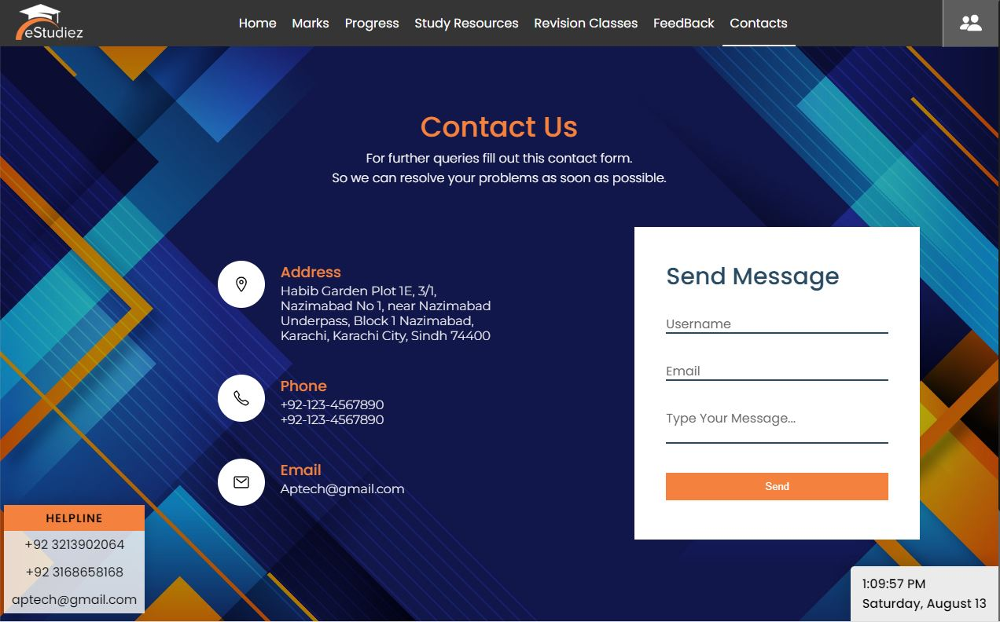 eStudiez
Home Marks Progress Study Resources Revision Classes FeedBack Contacts
Contact Us
For further queries fill out this contact form.
So we can resolve your problems as soon as possible.
Address
Habib Garden Plot 1E, 3/1,
Nazimabad No 1, near Nazimabad
Underpass, Block 1 Nazimabad,
Karachi, Karachi City, Sindh 74400
Phone
+92-123-4567890
+92-123-4567890
Email
Aptech@gmail.com
Send Message
Username
Email
Type Your Message...
Send
HELPLINE
+92 3213902064
+92 3168658168
aptech@gmail.com
1:09:57 PM
Saturday, August 13